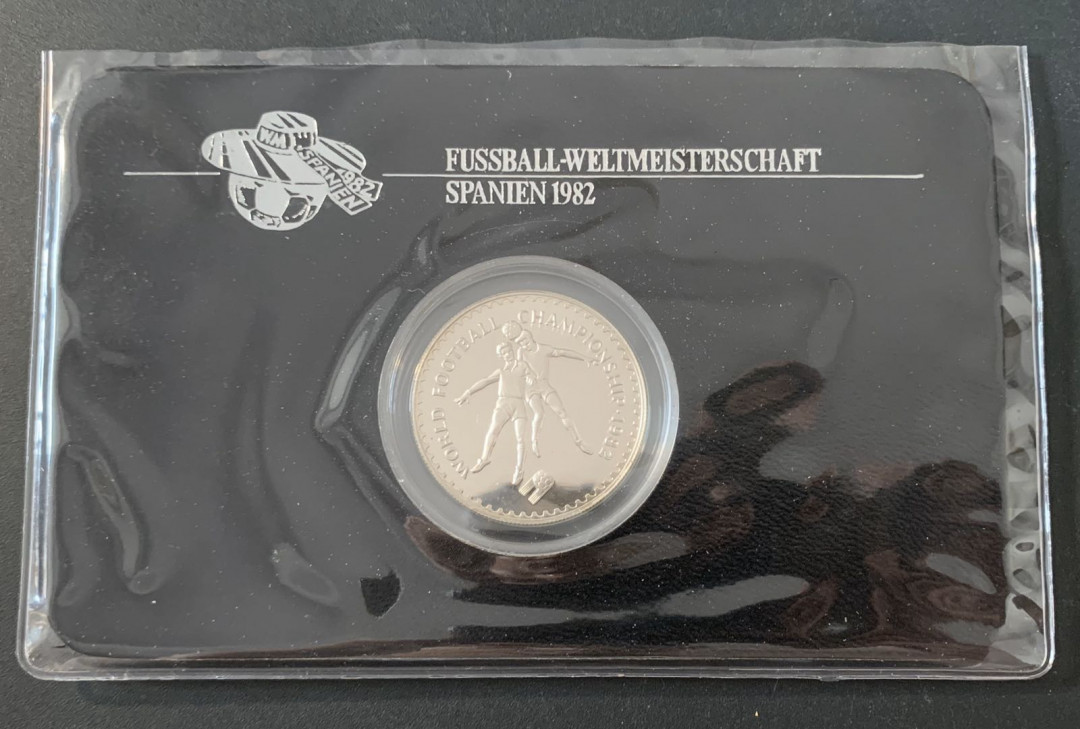 WM
SPANIEN
1982
FUSSBALL-WELTMEISTERSCHAFT
SPANIEN 1982
WORLD FOOTBALL CHAMPIONSHIP·1982